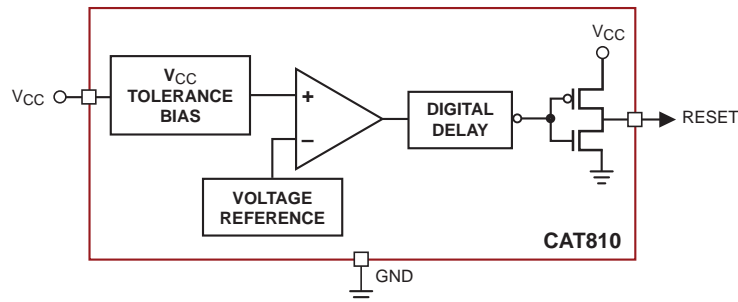 VCC
VCC
TOLERANCE
BIAS
+
−
VOLTAGE
REFERENCE
DIGITAL
DELAY
VCC
RESET
CAT810
GND